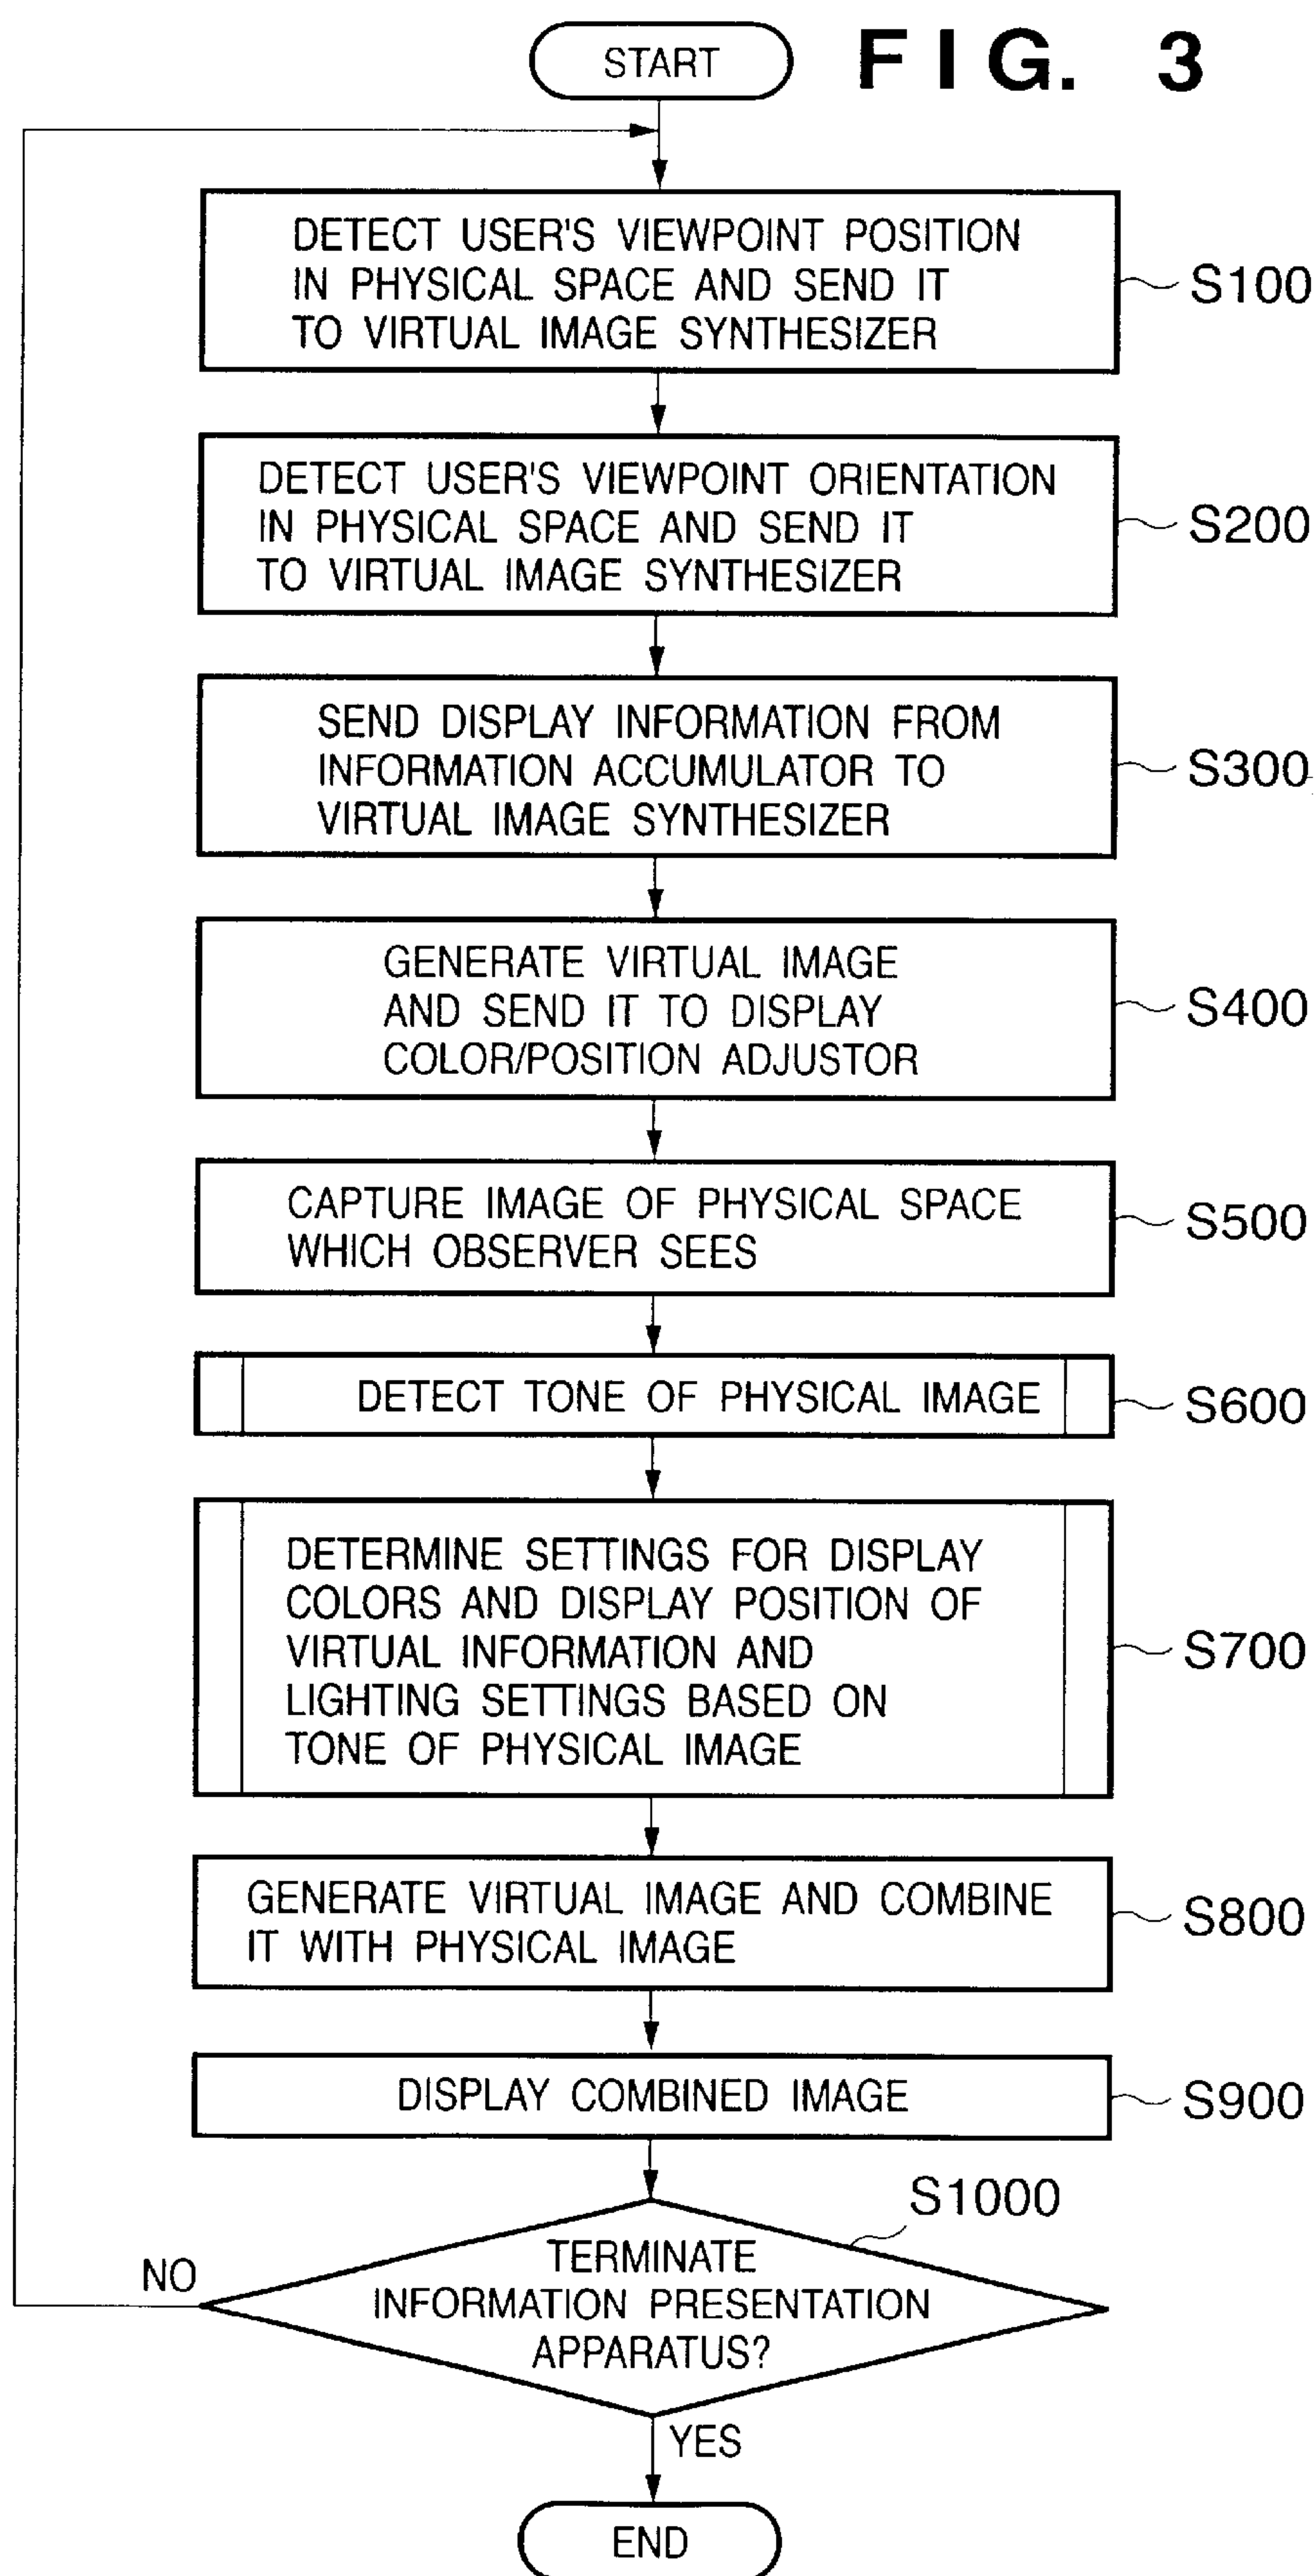 START
FIG. 3
DETECT USER'S VIEWPOINT POSITION
IN PHYSICAL SPACE AND SEND IT
TO VIRTUAL IMAGE SYNTHESIZER
S100
DETECT USER'S VIEWPOINT ORIENTATION
IN PHYSICAL SPACE AND SEND IT
TO VIRTUAL IMAGE SYNTHESIZER
S200
SEND DISPLAY INFORMATION FROM
INFORMATION ACCUMULATOR TO
VIRTUAL IMAGE SYNTHESIZER
S300
GENERATE VIRTUAL IMAGE
AND SEND IT TO DISPLAY
COLOR/POSITION ADJUSTOR
S400
CAPTURE IMAGE OF PHYSICAL SPACE
WHICH OBSERVER SEES
S500
DETECT TONE OF PHYSICAL IMAGE
S600
DETERMINE SETTINGS FOR DISPLAY
COLORS AND DISPLAY POSITION OF
VIRTUAL INFORMATION AND
LIGHTING SETTINGS BASED ON
TONE OF PHYSICAL IMAGE
S700
GENERATE VIRTUAL IMAGE AND COMBINE
IT WITH PHYSICAL IMAGE
S800
DISPLAY COMBINED IMAGE
S900
S1000
TERMINATE
INFORMATION PRESENTATION
APPARATUS?
NO
YES
END